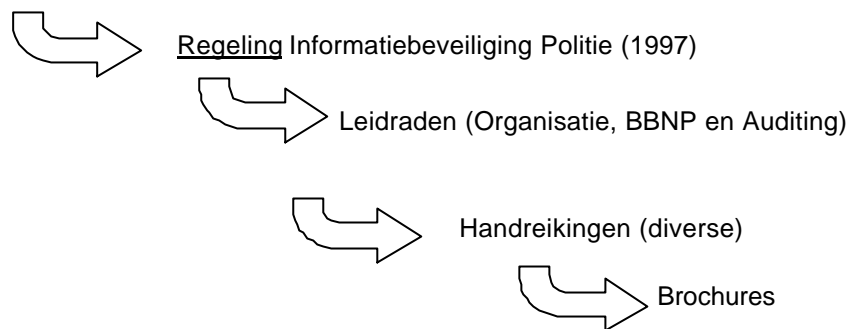 Regeling Informatiebeveiliging Politie (1997)
Leidraden (Organisatie, BBNP en Auditing)
Handreikingen (diverse)
Brochures